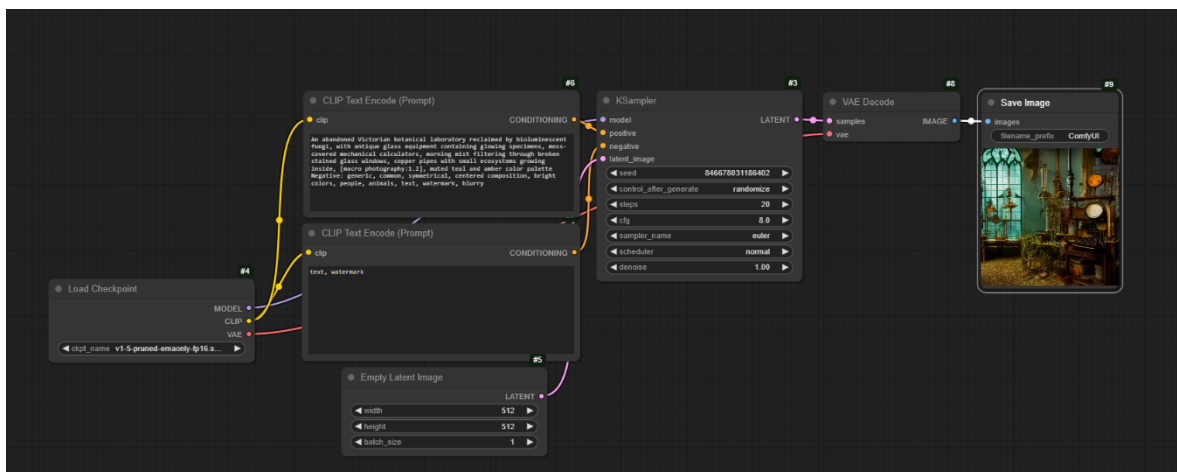 #6
CLIP Text Encode (Prompt)
clip
CONDITIONING
An abandoned Victorian botanical laboratory reclaimed by bioluminescent
fungi, with antique glass equipment containing glowing specimens, moss-
covered mechanical calculators, morning mist filtering through broken
stained glass windows, copper pipes with small ecosystems growing
inside, [macro photography:1.2], muted teal and amber color palette
Negative: generic, common, symmetrical, centered composition, bright
colors, people, animals, text, watermark, blurry
CLIP Text Encode (Prompt)
clip
CONDITIONING
text, watermark
#4
Load Checkpoint
MODEL
CLIP
VAE
ckpt_name v1-5-pruned-emaonly-fp16.s...
#5
Empty Latent Image
LATENT
width 512
height 512
batch_size 1
#3
KSampler
model
LATENT
positive
negative
latent_image
seed 846678031186402
control_after_generate randomize
steps 20
cfg 8.0
sampler_name euler
scheduler normal
denoise 1.00
#8
VAE Decode
samples
IMAGE
vae
#9
Save Image
images
filename_prefix ComfyUI